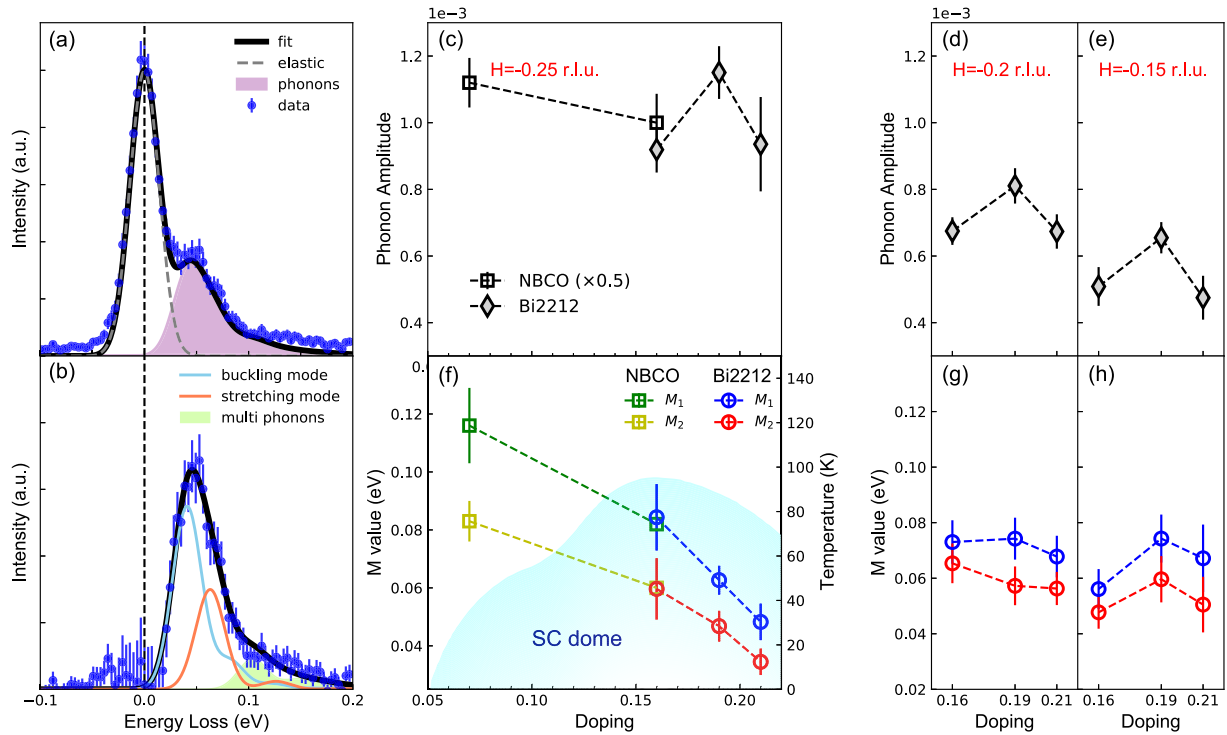 (a)
fit
elastic
phonons
data
Intensity (a.u.)
(b)
buckling mode
stretching mode
multi phonons
Intensity (a.u.)
−0.1 0.0 0.1 0.2
Energy Loss (eV)
1e−3
(c)
H=-0.25 r.l.u.
1.2
1.0
0.8
0.6
0.4
Phonon Amplitude
NBCO (×0.5)
Bi2212
(f)
NBCO Bi2212
M1 M1
M2 M2
0.12
0.10
0.08
0.06
0.04
M value (eV)
SC dome
140
120
100
80
60
40
20
0
Temperature (K)
0.05 0.10 0.15 0.20
Doping
1e−3
(d)
H=-0.2 r.l.u.
(e)
H=-0.15 r.l.u.
1.2
1.0
0.8
0.6
0.4
Phonon Amplitude
(g)
(h)
0.12
0.10
0.08
0.06
0.04
0.02
M value (eV)
0.16 0.19 0.21
Doping
0.16 0.19 0.21
Doping